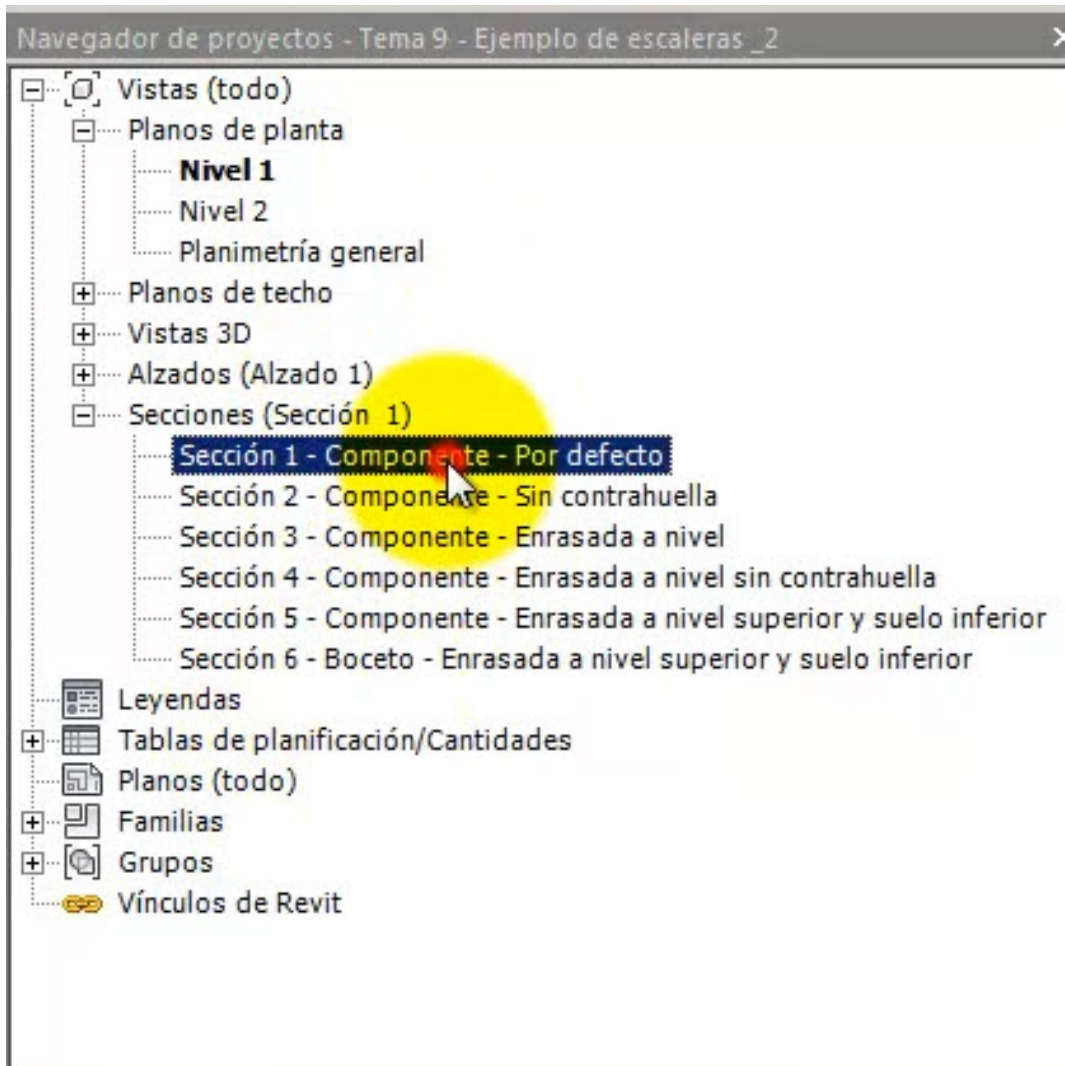 Navegador de proyectos - Tema 9 - Ejemplo de escaleras _2
Vistas (todo)
Planos de planta
Nivel 1
Nivel 2
Planimetría general
Planos de techo
Vistas 3D
Alzados (Alzado 1)
Secciones (Sección 1)
Sección 1 - Componente - Por defecto
Sección 2 - Componente - Sin contrahuella
Sección 3 - Componente - Enrasada a nivel
Sección 4 - Componente - Enrasada a nivel sin contrahuella
Sección 5 - Componente - Enrasada a nivel superior y suelo inferior
Sección 6 - Boceto - Enrasada a nivel superior y suelo inferior
Leyendas
Tablas de planificación/Cantidades
Planos (todo)
Familias
Grupos
Vínculos de Revit